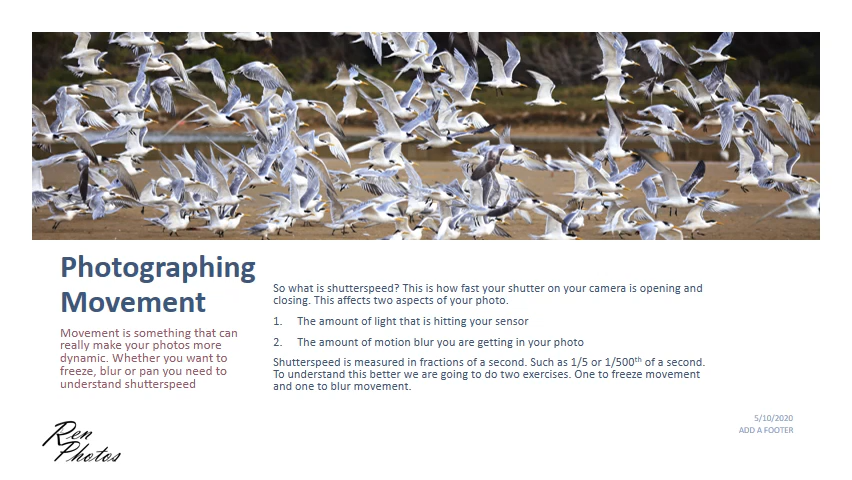 Photographing
Movement
Movement is something that can
really make your photos more
dynamic. Whether you want to
freeze, blur or pan you need to
understand shutterspeed
So what is shutterspeed? This is how fast your shutter on your camera is opening and
closing. This affects two aspects of your photo.
1. The amount of light that is hitting your sensor
2. The amount of motion blur you are getting in your photo
Shutterspeed is measured in fractions of a second. Such as 1/5 or 1/500th of a second.
To understand this better we are going to do two exercises. One to freeze movement
and one to blur movement.
Ren
Photos
5/10/2020
ADD A FOOTER